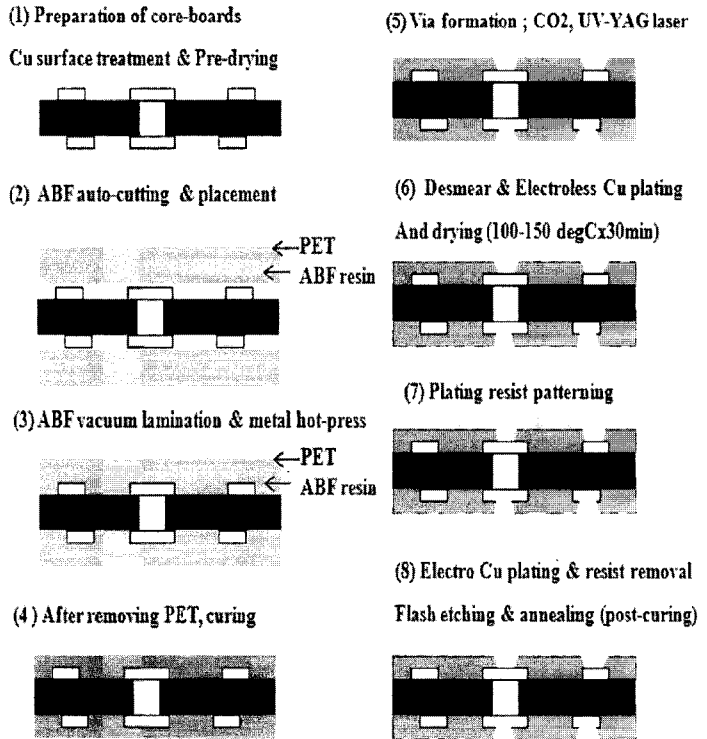 (1) Preparation of core-boards
Cu surface treatment & Pre-drying
(2) ABF auto-cutting & placement
PET
ABF resin
(3) ABF vacuum lamination & metal hot-press
PET
ABF resin
(4) After removing PET, curing
(5) Via formation ; CO2, UV-YAG laser
(6) Desmear & Electroless Cu plating
And drying (100-150 degCx30min)
(7) Plating resist patterning
(8) Electro Cu plating & resist removal
Flash etching & annealing (post-curing)